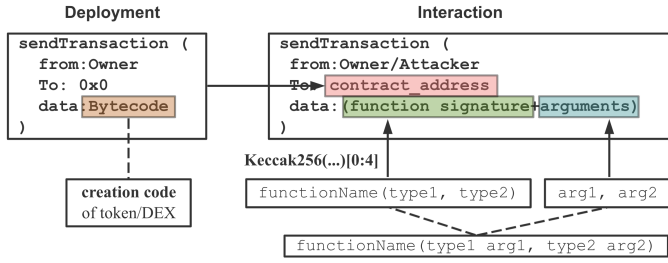 Deployment
sendTransaction (
from:Owner
To: 0x0
data:Bytecode
)
creation code
of token/DEX
Interaction
sendTransaction (
from:Owner/Attacker
To: contract_address
data:(function signature+arguments)
)
Keccak256(...)[0:4]
functionName(type1, type2)
arg1, arg2
functionName(type1 arg1, type2 arg2)